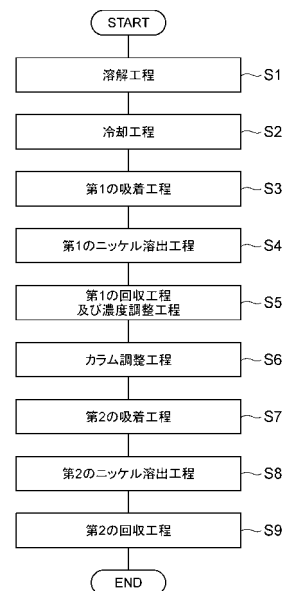 START
溶解工程 S1
冷却工程 S2
第1の吸着工程 S3
第1のニッケル溶出工程 S4
第1の回収工程
及び濃度調整工程 S5
カラム調整工程 S6
第2の吸着工程 S7
第2のニッケル溶出工程 S8
第2の回収工程 S9
END